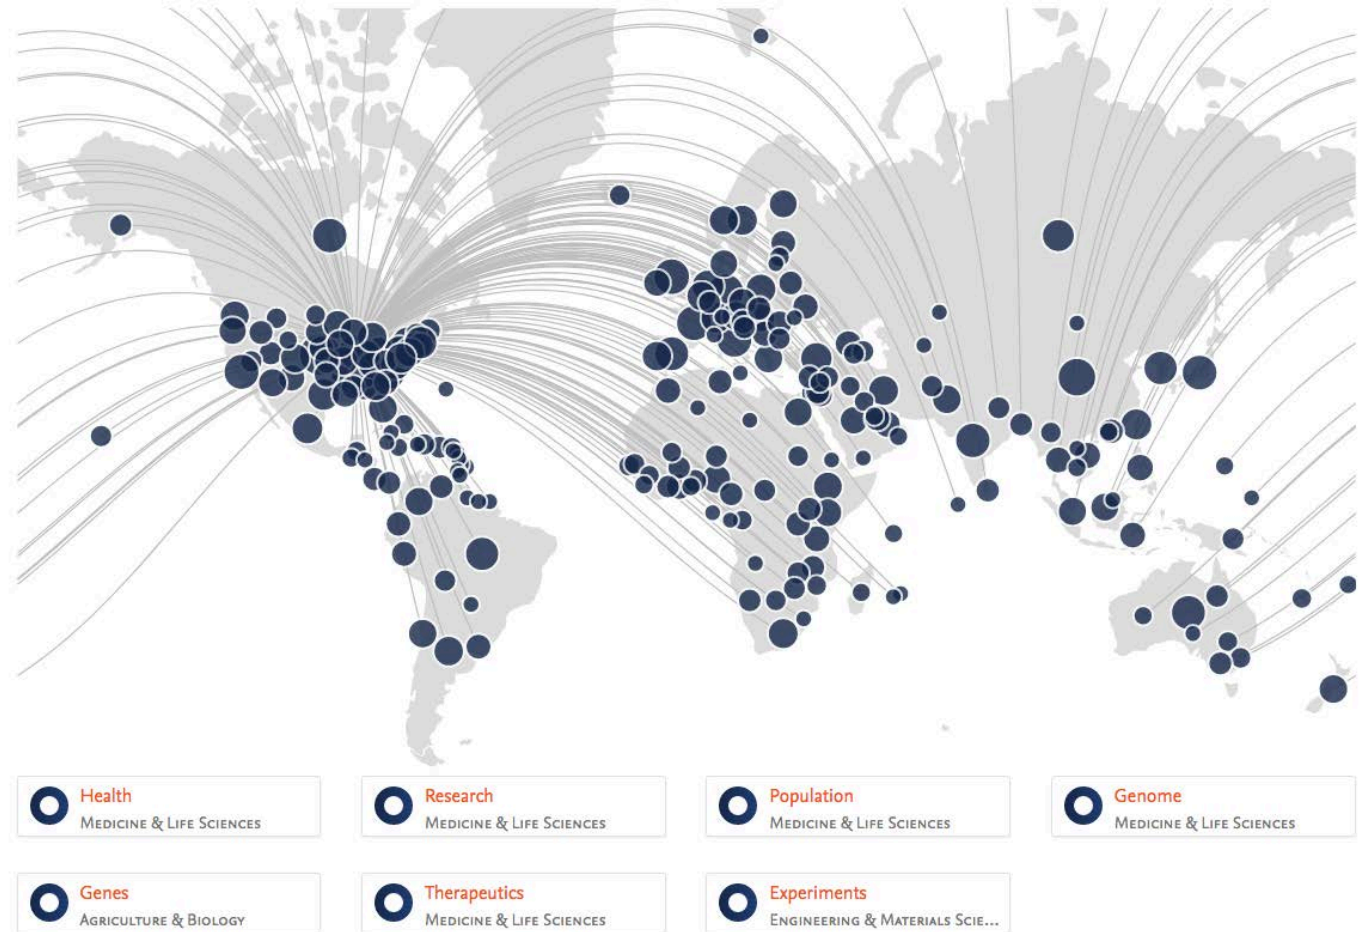 Health
Medicine & Life Sciences
Research
Medicine & Life Sciences
Population
Medicine & Life Sciences
Genome
Medicine & Life Sciences
Genes
Agriculture & Biology
Therapeutics
Medicine & Life Sciences
Experiments
Engineering & Materials Scie...